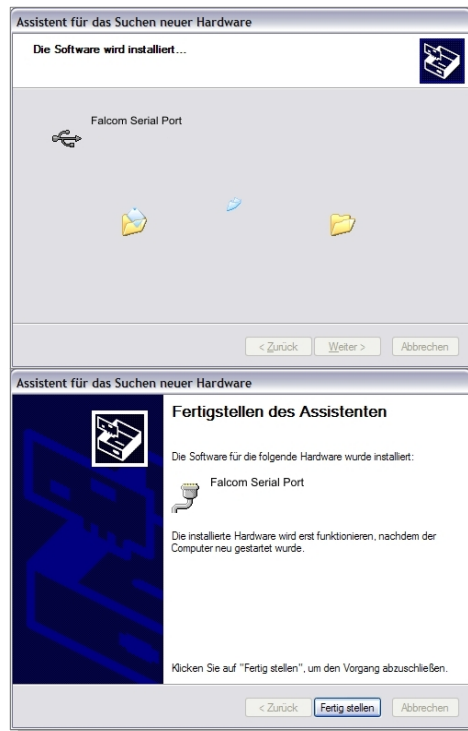 Assistent für das Suchen neuer Hardware
Die Software wird installiert...
Falcom Serial Port
< Zurück
Weiter >
Abbrechen
Assistent für das Suchen neuer Hardware
Fertigstellen des Assistenten
Die Software für die folgende Hardware wurde installiert:
Falcom Serial Port
Die installierte Hardware wird erst funktionieren, nachdem der
Computer neu gestartet wurde.
Klicken Sie auf "Fertig stellen", um den Vorgang abzuschließen.
< Zurück
Fertig stellen
Abbrechen